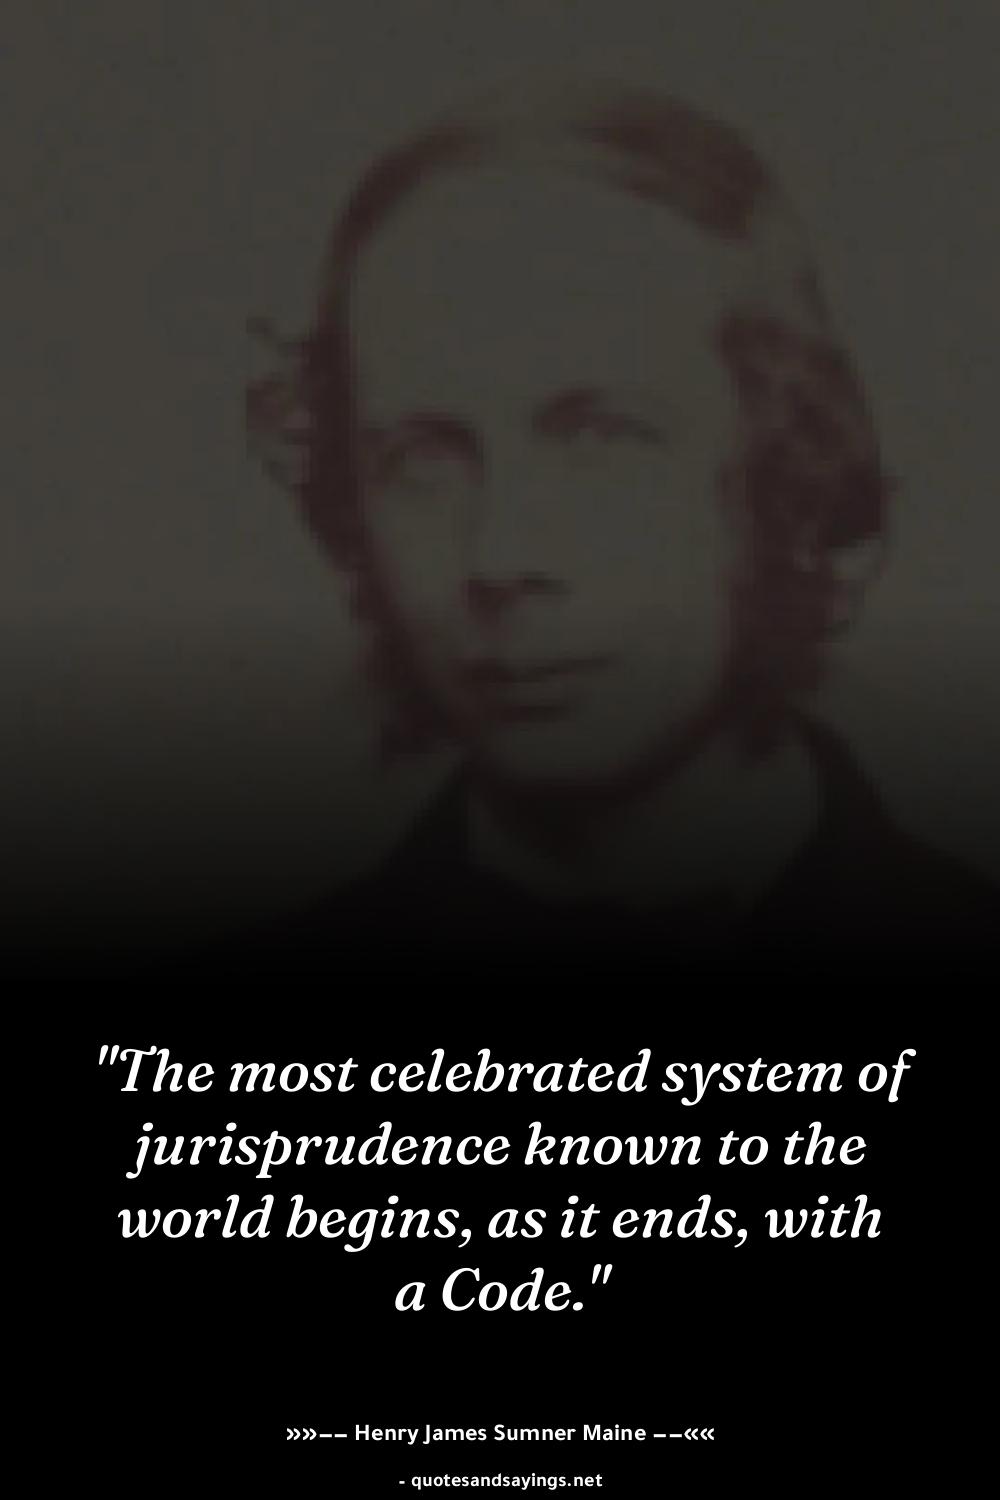 "The most celebrated system of
jurisprudence known to the
world begins, as it ends, with
a Code."
»»−− Henry James Sumner Maine −−««
- quotesandsayings.net